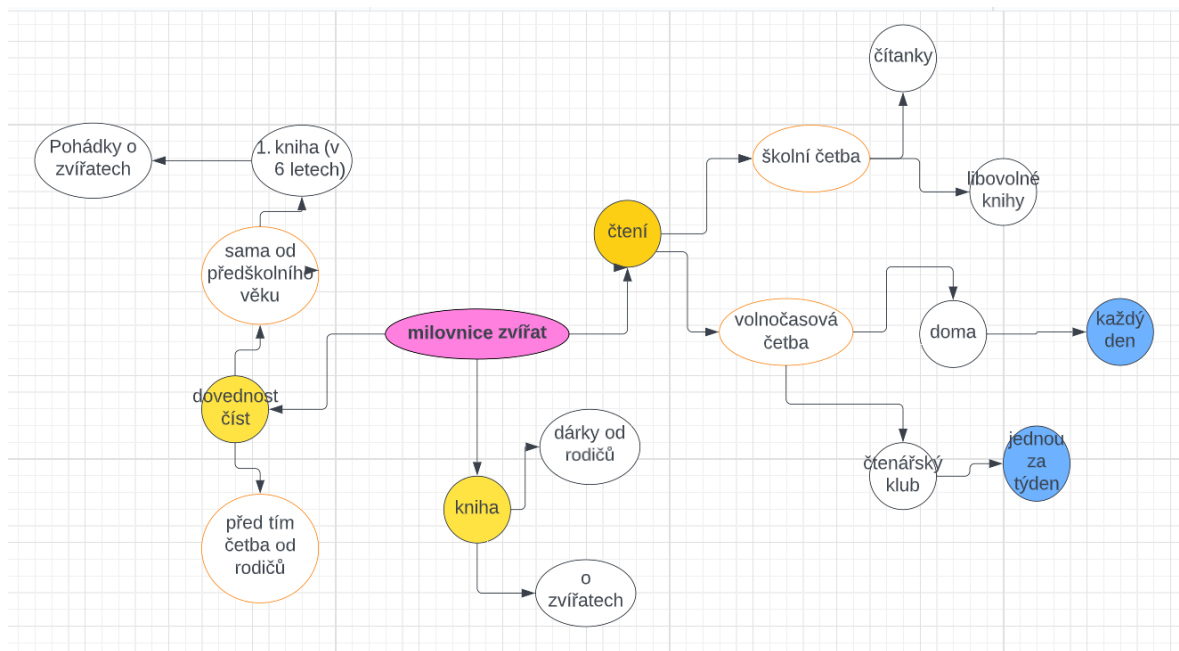 čítanky
Pohádky o
zvířatech
1. kniha (v
6 letech)
školní četba
libovolné
knihy
čtení
sama od
předškolního
věku
milovnice zvířat
volnočasová
četba
doma
každý
den
dovednost
číst
dárky od
rodičů
čtenářský
klub
jednou
za
týden
kniha
před tím
četba od
rodičů
o
zvířatech